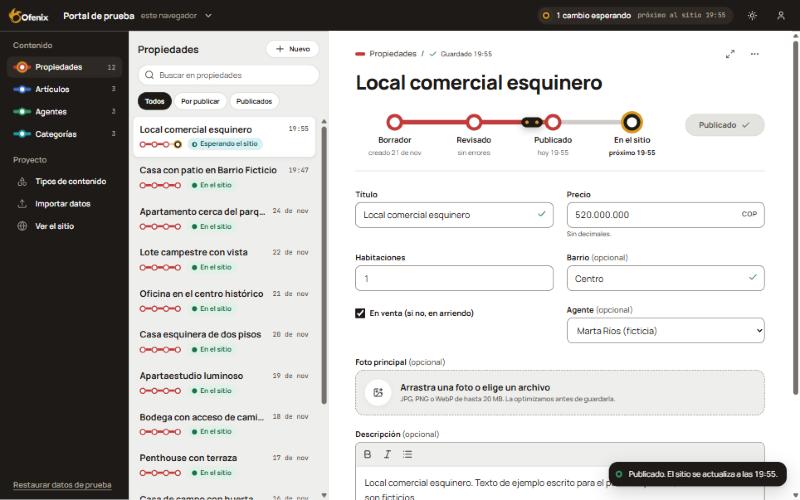 Ofenix
Portal de prueba
este navegador
1 cambio esperando próximo al sitio 19:55
Contenido
Propiedades 12
Artículos 3
Agentes 3
Categorías 3
Proyecto
Tipos de contenido
Importar datos
Ver el sitio
Restaurar datos de prueba
Propiedades
+ Nuevo
Buscar en propiedades
Todos
Por publicar
Publicados
Local comercial esquinero 19:55
Esperando el sitio
Casa con patio en Barrio Ficticio 19:47
En el sitio
Apartamento cerca del parq... 24 de nov
En el sitio
Lote campestre con vista 22 de nov
En el sitio
Oficina en el centro histórico 21 de nov
En el sitio
Casa esquinera de dos pisos 20 de nov
En el sitio
Apartaestudio luminoso 19 de nov
En el sitio
Bodega con acceso de cami... 18 de nov
En el sitio
Penthouse con terraza 17 de nov
En el sitio
Casa de campo con huerta 16 de nov
Propiedades / Guardado 19:55
Local comercial esquinero
Borrador
creado 21 de nov
Revisado
sin errores
Publicado
hoy 19:55
En el sitio
próximo 19:55
Publicado
Título
Local comercial esquinero
Precio
520.000.000 COP
Sin decimales.
Habitaciones
1
Barrio (opcional)
Centro
En venta (si no, en arriendo)
Agente (opcional)
Marta Ríos (ficticia)
Foto principal (opcional)
Arrastra una foto o elige un archivo
JPG, PNG o WebP de hasta 20 MB. La optimizamos antes de guardarla.
Descripción (opcional)
B I
Local comercial esquinero. Texto de ejemplo escrito para el p
son ficticios.
Publicado. El sitio se actualiza a las 19:55.